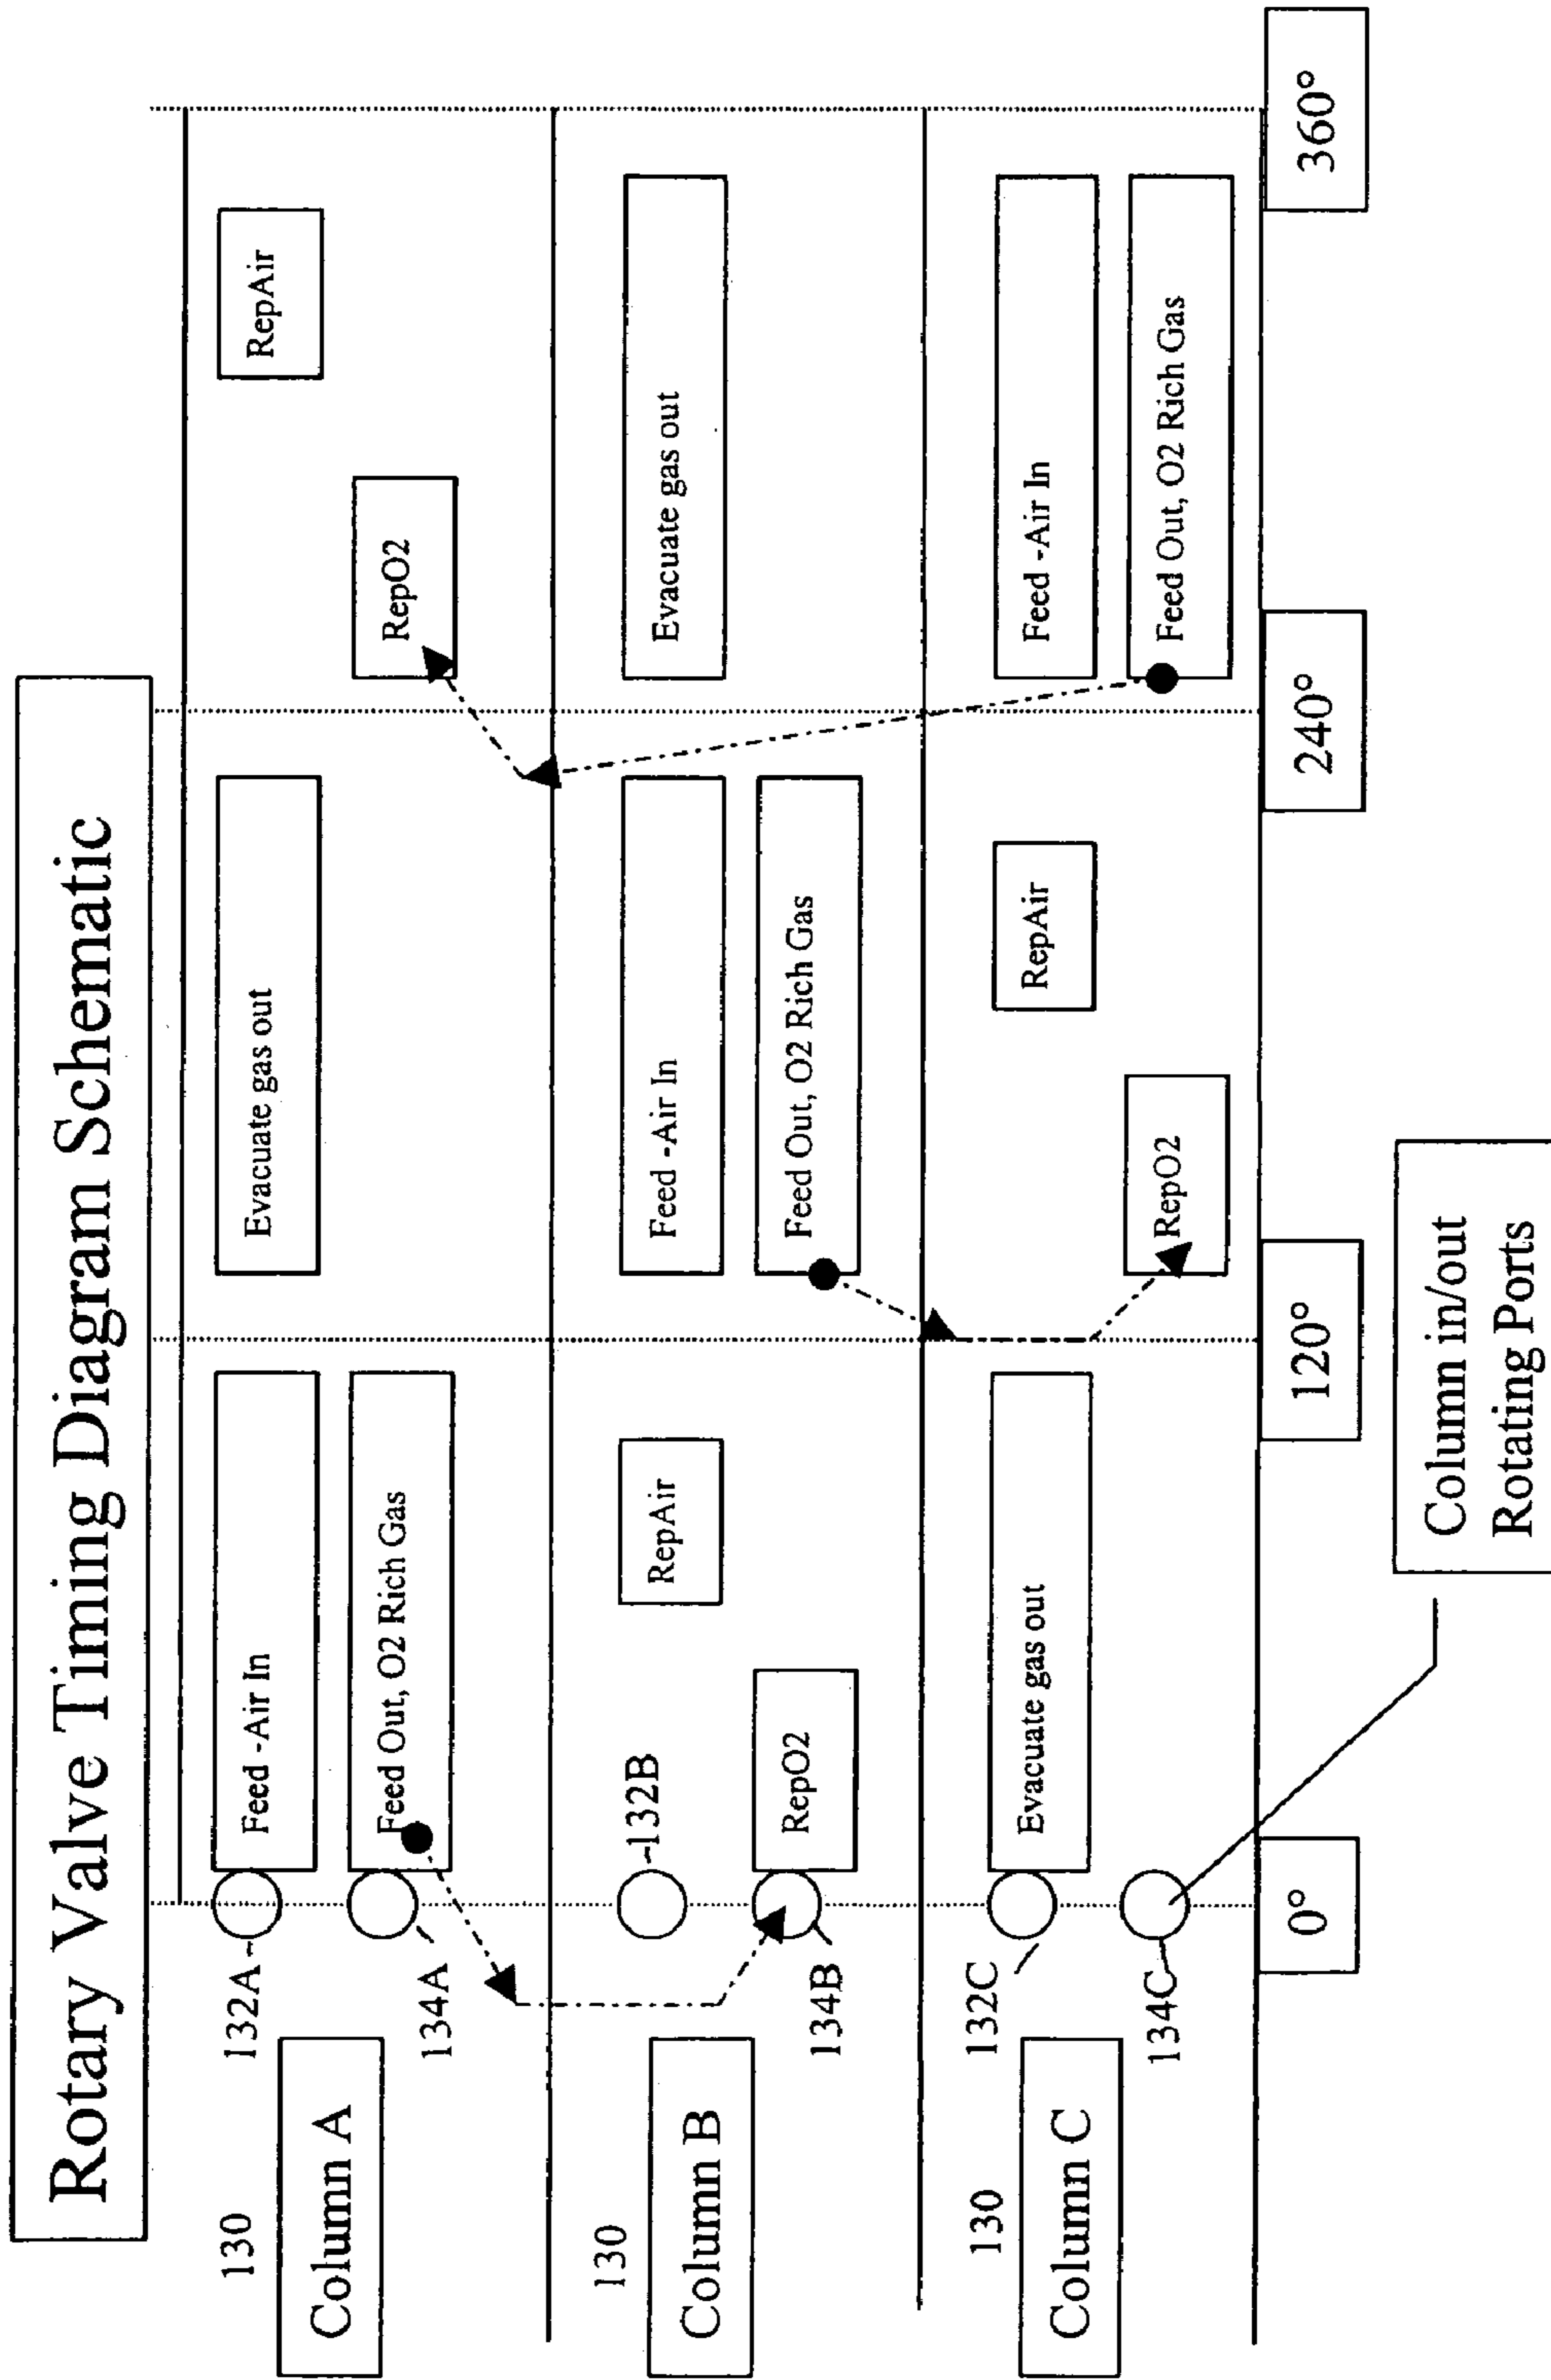 Rotary Valve Timing Diagram Schematic
130
Column A
132A
134A
Feed -Air In
Feed Out, O2 Rich Gas
Evacuate gas out
RepO2
RepAir
130
Column B
132B
134B
RepO2
RepAir
Feed -Air In
Feed Out, O2 Rich Gas
Evacuate gas out
130
Column C
132C
134C
Evacuate gas out
RepO2
RepAir
Feed -Air In
Feed Out, O2 Rich Gas
0°
120°
240°
360°
Column in/out
Rotating Ports